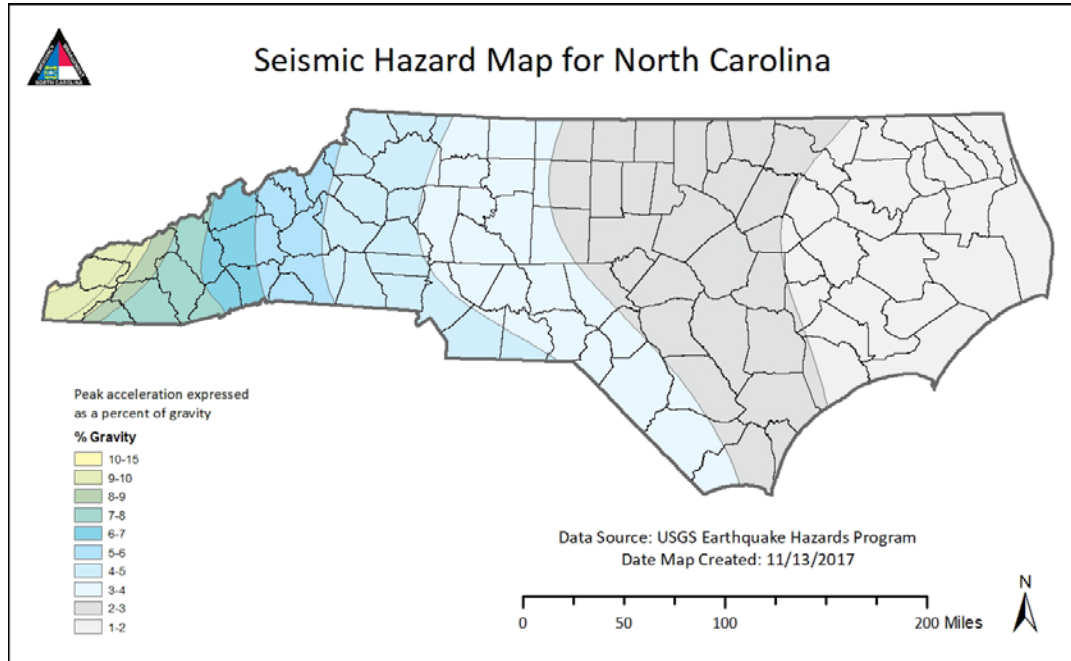 Seismic Hazard Map for North Carolina
NORTH CAROLINA
Peak acceleration expressed
as a percent of gravity
% Gravity
10-15
9-10
8-9
7-8
6-7
5-6
4-5
3-4
2-3
1-2
Data Source: USGS Earthquake Hazards Program
Date Map Created: 11/13/2017
0 50 100 200 Miles
N